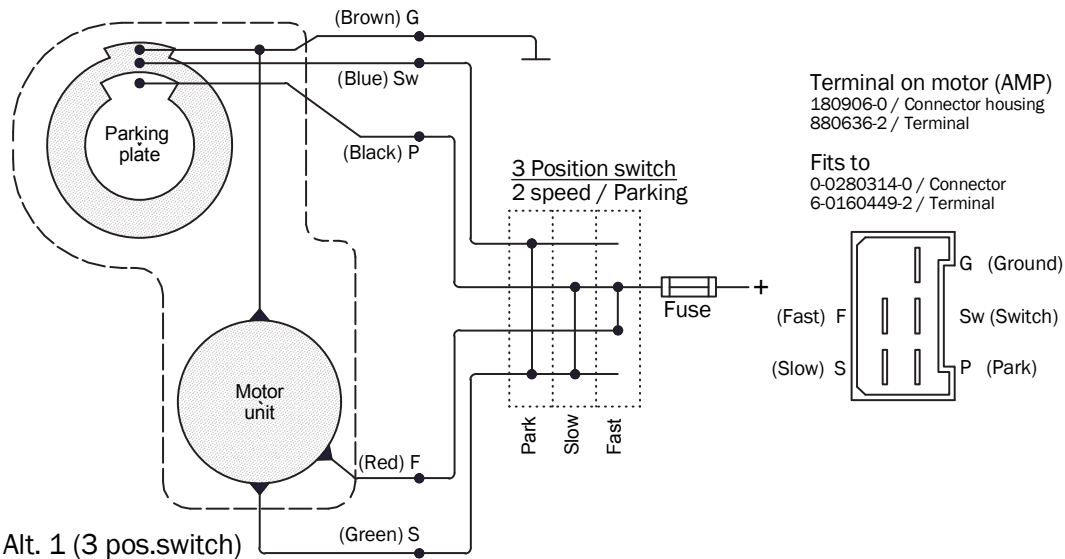 (Brown) G
(Blue) Sw
(Black) P
Parking
plate
3 Position switch
2 speed / Parking
Fuse
+
Park
Slow
Fast
Motor
unit
(Red) F
(Green) S
Alt. 1 (3 pos.switch)
Terminal on motor (AMP)
180906-0 / Connector housing
880636-2 / Terminal
Fits to
0-0280314-0 / Connector
6-0160449-2 / Terminal
G (Ground)
(Fast) F
Sw (Switch)
(Slow) S
P (Park)